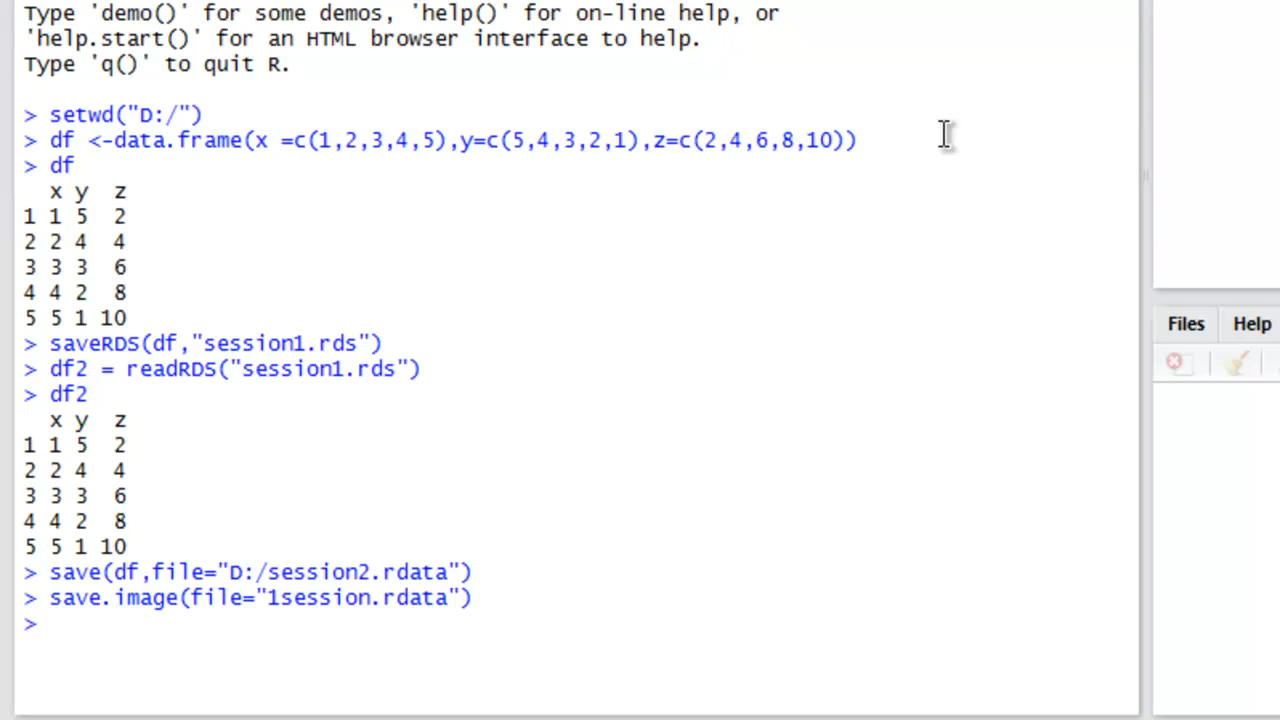 Type 'demo()' for some demos, 'help()' for on-line help, or
'help.start()' for an HTML browser interface to help.
Type 'q()' to quit R.
> setwd("D:/")
> df <-data.frame(x =c(1,2,3,4,5),y=c(5,4,3,2,1),z=c(2,4,6,8,10))
> df
  x y  z
1 1 5  2
2 2 4  4
3 3 3  6
4 4 2  8
5 5 1 10
> saveRDS(df,"session1.rds")
> df2 = readRDS("session1.rds")
> df2
  x y  z
1 1 5  2
2 2 4  4
3 3 3  6
4 4 2  8
5 5 1 10
> save(df,file="D:/session2.rdata")
> save.image(file="1session.rdata")
>
Files Help